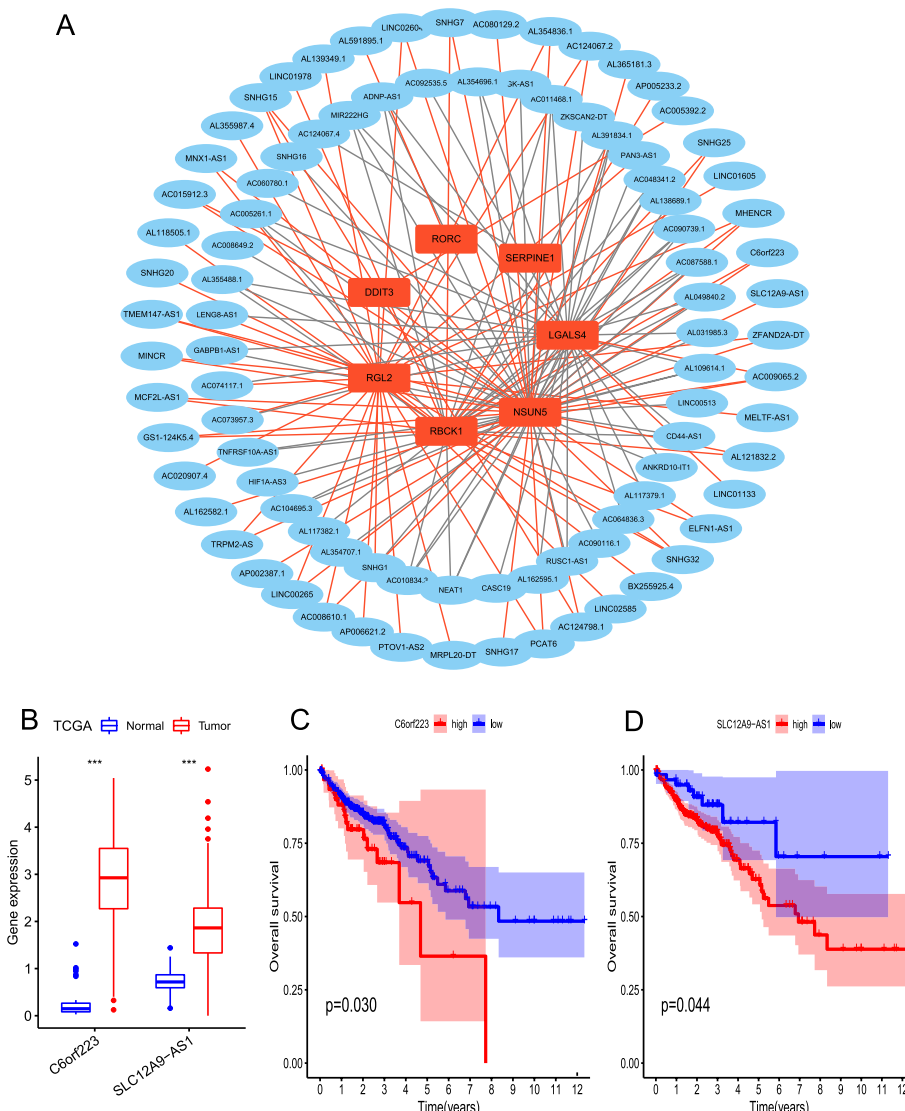 A
LINC0260
SNHG7
AC080129.2
AL354836.1
AC124067.2
AL365181.3
AP005233.2
AC005392.2
SNHG25
LINC01605
MHENCR
C6orf223
SLC12A9-AS1
ZFAND2A-DT
AC009065.2
MELTF-AS1
AL121832.2
LINC01133
ELFN1-AS1
SNHG32
BX255925.4
LINC02585
AC124798.1
PCAT6
SNHG17
MRPL20-DT
PTOV1-AS2
AP006621.2
AC008610.1
LINC00265
AP002387.1
TRPM2-AS
AL162582.1
AC020907.4
GS1-124K5.4
MCF2L-AS1
MINCR
TMEM147-AS1
SNHG20
AL118505.1
AC015912.3
MNX1-AS1
AL355987.4
SNHG15
LINC01978
AL139349.1
AL591895.1
AC092535.5
AL354696.1
GK-AS1
AC011468.1
ZKSCAN2-DT
AL391834.1
PAN3-AS1
AC048341.2
AL138689.1
AC090739.1
AC087588.1
AL049840.2
AL031985.3
AL109614.1
LINC00513
CD44-AS1
ANKRD10-IT1
AL117379.1
AC064836.3
AC090116.1
RUSC1-AS1
AL162595.1
CASC19
NEAT1
AC010834.
SNHG1
AL354707.1
AL117382.1
AC104695.3
HIF1A-AS3
TNFRSF10A-AS1
AC073957.3
AC074117.1
GABPB1-AS1
LENG8-AS1
AL355488.1
AC008649.2
AC005261.1
AC060780.1
SNHG16
AC124067.4
MIR222HG
ADNP-AS1
RORC
SERPINE1
DDIT3
LGALS4
RGL2
NSUN5
RBCK1
B
TCGA Normal Tumor
Gene expression
5
4
3
2
1
0
***
***
C6orf223
SLC12A9-AS1
C
C6orf223 high low
Overall survival
1.00
0.75
0.50
0.25
0.00
p=0.030
0 1 2 3 4 5 6 7 8 9 10 11 12
Time(years)
D
SLC12A9-AS1 high low
Overall survival
1.00
0.75
0.50
0.25
0.00
p=0.044
0 1 2 3 4 5 6 7 8 9 10 11 12
Time(years)